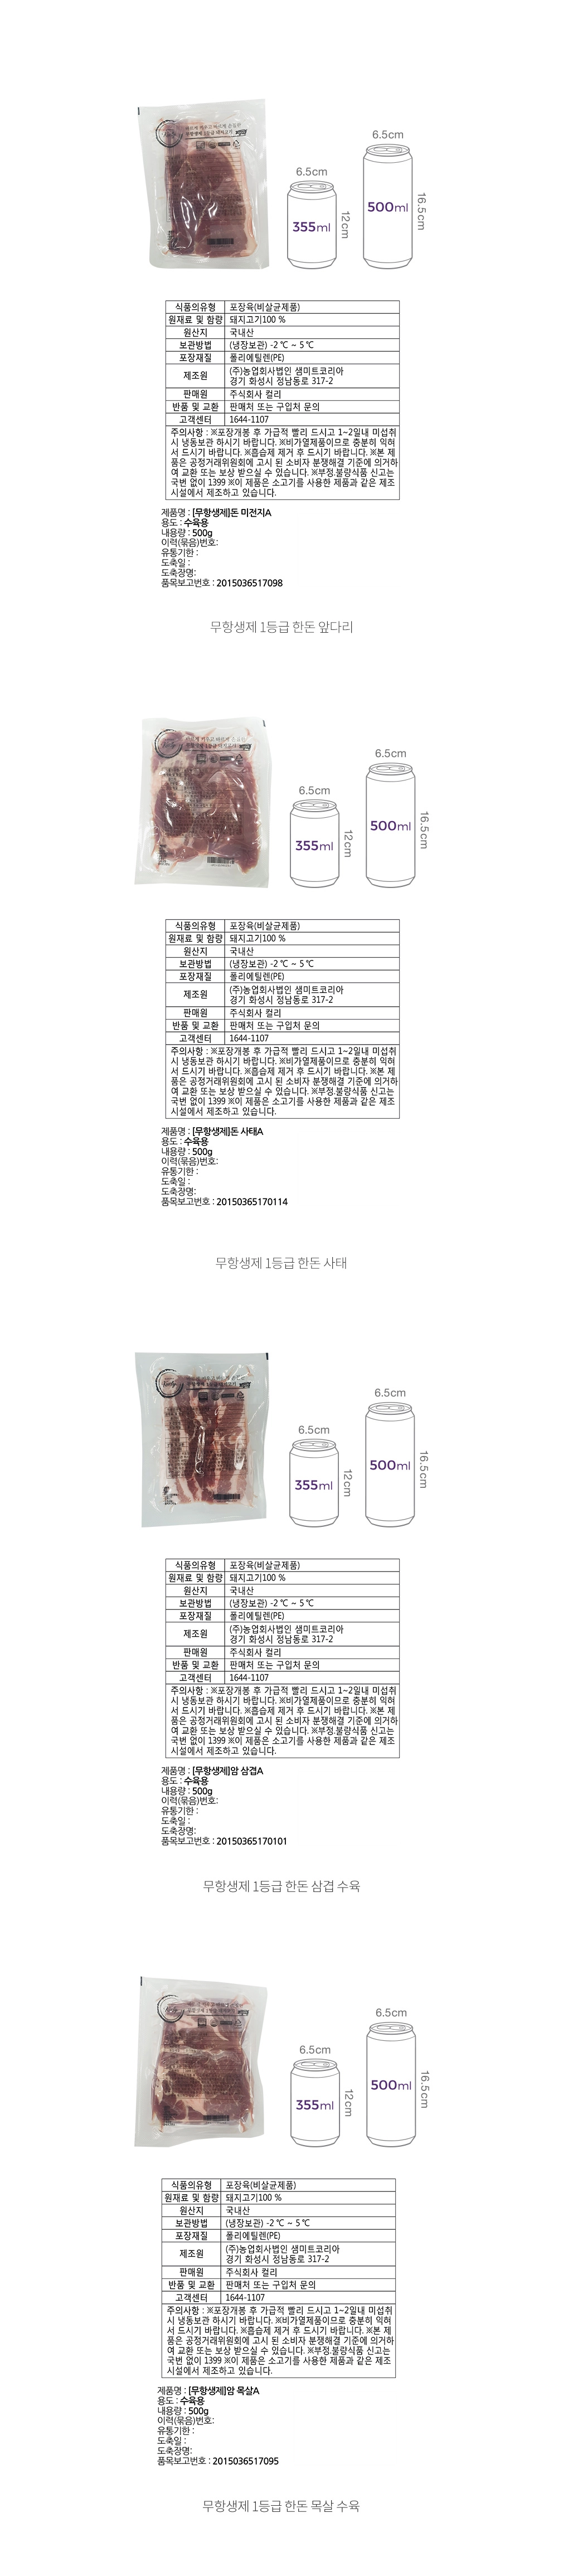 6.5cm
6.5cm
355ml
12cm
500ml
16.5cm
식품의유형 포장육(비살균제품)
원재료 및 함량 돼지고기100 %
원산지 국내산
보관방법 (냉장보관) -2 ℃ ~ 5 ℃
포장재질 폴리에틸렌(PE)
제조원 (주)농업회사법인 샘미트코리아
경기 화성시 정남동로 317-2
판매원 주식회사 컬리
반품 및 교환 판매처 또는 구입처 문의
고객센터 1644-1107
주의사항 : ※포장개봉 후 가급적 빨리 드시고 1~2일내 미섭취
시 냉동보관 하시기 바랍니다. ※비가열제품이므로 충분히 익혀
서 드시기 바랍니다. ※흡습제 제거 후 드시기 바랍니다. ※본 제
품은 공정거래위원회에 고시 된 소비자 분쟁해결 기준에 의거하
여 교환 또는 보상 받으실 수 있습니다. ※부정.불량식품 신고는
국번 없이 1399 ※이 제품은 소고기를 사용한 제품과 같은 제조
시설에서 제조하고 있습니다.
제품명 : [무항생제]돈 미전지A
용도 : 수육용
내용량 : 500g
이력(묶음)번호:
유통기한 :
도축일 :
도축장명:
품목보고번호 : 2015036517098
무항생제 1등급 한돈 앞다리
6.5cm
6.5cm
355ml
12cm
500ml
16.5cm
식품의유형 포장육(비살균제품)
원재료 및 함량 돼지고기100 %
원산지 국내산
보관방법 (냉장보관) -2 ℃ ~ 5 ℃
포장재질 폴리에틸렌(PE)
제조원 (주)농업회사법인 샘미트코리아
경기 화성시 정남동로 317-2
판매원 주식회사 컬리
반품 및 교환 판매처 또는 구입처 문의
고객센터 1644-1107
주의사항 : ※포장개봉 후 가급적 빨리 드시고 1~2일내 미섭취
시 냉동보관 하시기 바랍니다. ※비가열제품이므로 충분히 익혀
서 드시기 바랍니다. ※흡습제 제거 후 드시기 바랍니다. ※본 제
품은 공정거래위원회에 고시 된 소비자 분쟁해결 기준에 의거하
여 교환 또는 보상 받으실 수 있습니다. ※부정.불량식품 신고는
국번 없이 1399 ※이 제품은 소고기를 사용한 제품과 같은 제조
시설에서 제조하고 있습니다.
제품명 : [무항생제]돈 사태A
용도 : 수육용
내용량 : 500g
이력(묶음)번호:
유통기한 :
도축일 :
도축장명:
품목보고번호 : 20150365170114
무항생제 1등급 한돈 사태
6.5cm
6.5cm
355ml
12cm
500ml
16.5cm
식품의유형 포장육(비살균제품)
원재료 및 함량 돼지고기100 %
원산지 국내산
보관방법 (냉장보관) -2 ℃ ~ 5 ℃
포장재질 폴리에틸렌(PE)
제조원 (주)농업회사법인 샘미트코리아
경기 화성시 정남동로 317-2
판매원 주식회사 컬리
반품 및 교환 판매처 또는 구입처 문의
고객센터 1644-1107
주의사항 : ※포장개봉 후 가급적 빨리 드시고 1~2일내 미섭취
시 냉동보관 하시기 바랍니다. ※비가열제품이므로 충분히 익혀
서 드시기 바랍니다. ※흡습제 제거 후 드시기 바랍니다. ※본 제
품은 공정거래위원회에 고시 된 소비자 분쟁해결 기준에 의거하
여 교환 또는 보상 받으실 수 있습니다. ※부정.불량식품 신고는
국번 없이 1399 ※이 제품은 소고기를 사용한 제품과 같은 제조
시설에서 제조하고 있습니다.
제품명 : [무항생제]암 삼겹A
용도 : 수육용
내용량 : 500g
이력(묶음)번호:
유통기한 :
도축일 :
도축장명:
품목보고번호 : 20150365170101
무항생제 1등급 한돈 삼겹 수육
6.5cm
6.5cm
355ml
12cm
500ml
16.5cm
식품의유형 포장육(비살균제품)
원재료 및 함량 돼지고기100 %
원산지 국내산
보관방법 (냉장보관) -2 ℃ ~ 5 ℃
포장재질 폴리에틸렌(PE)
제조원 (주)농업회사법인 샘미트코리아
경기 화성시 정남동로 317-2
판매원 주식회사 컬리
반품 및 교환 판매처 또는 구입처 문의
고객센터 1644-1107
주의사항 : ※포장개봉 후 가급적 빨리 드시고 1~2일내 미섭취
시 냉동보관 하시기 바랍니다. ※비가열제품이므로 충분히 익혀
서 드시기 바랍니다. ※흡습제 제거 후 드시기 바랍니다. ※본 제
품은 공정거래위원회에 고시 된 소비자 분쟁해결 기준에 의거하
여 교환 또는 보상 받으실 수 있습니다. ※부정.불량식품 신고는
국번 없이 1399 ※이 제품은 소고기를 사용한 제품과 같은 제조
시설에서 제조하고 있습니다.
제품명 : [무항생제]암 목살A
용도 : 수육용
내용량 : 500g
이력(묶음)번호:
유통기한 :
도축일 :
도축장명:
품목보고번호 : 2015036517095
무항생제 1등급 한돈 목살 수육